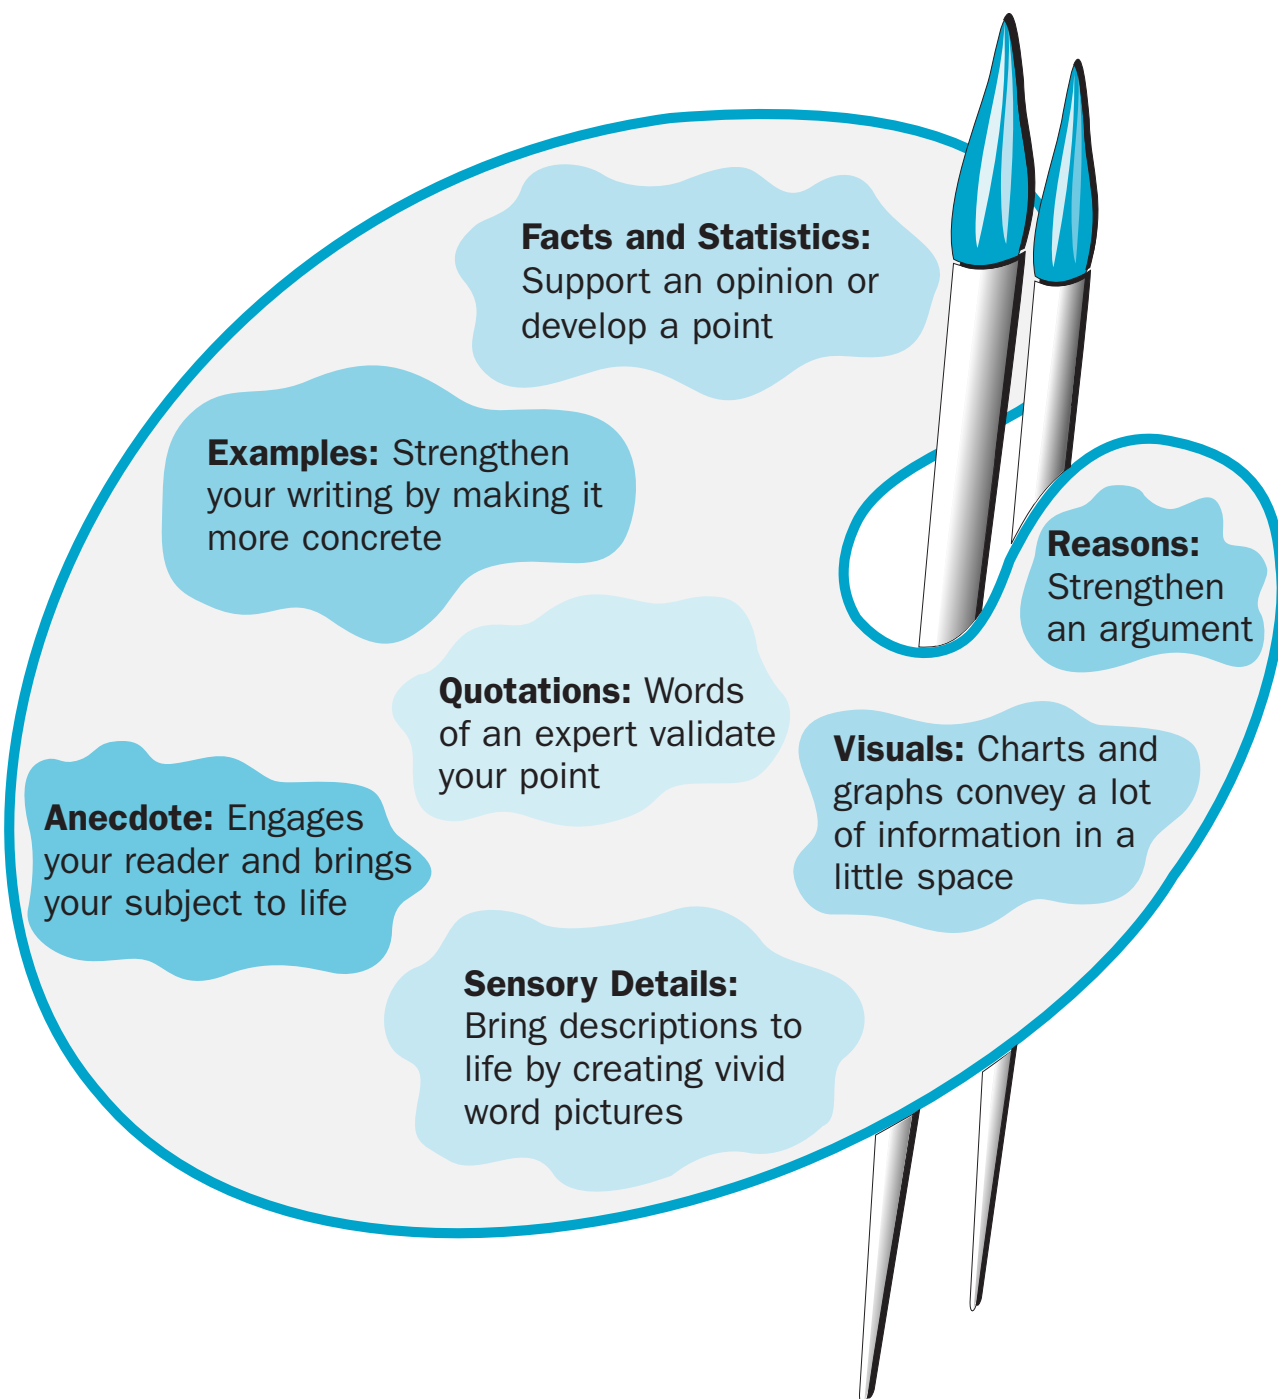 Facts and Statistics:
Support an opinion or
develop a point
Examples: Strengthen
your writing by making it
more concrete
Reasons:
Strengthen
an argument
Quotations: Words
of an expert validate
your point
Visuals: Charts and
graphs convey a lot
of information in a
little space
Anecdote: Engages
your reader and brings
your subject to life
Sensory Details:
Bring descriptions to
life by creating vivid
word pictures